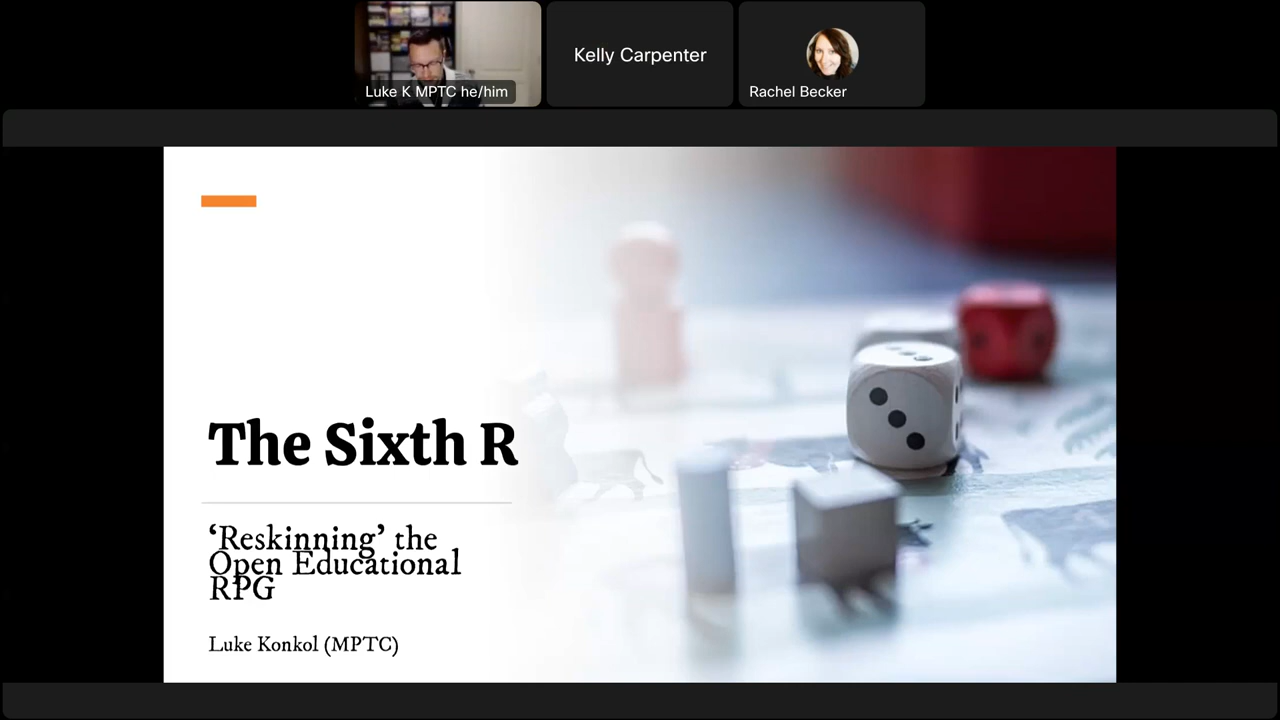 Luke K MPTC he/him
Kelly Carpenter
Rachel Becker
The Sixth R
‘Reskinning’ the
Open Educational
RPG
Luke Konkol (MPTC)